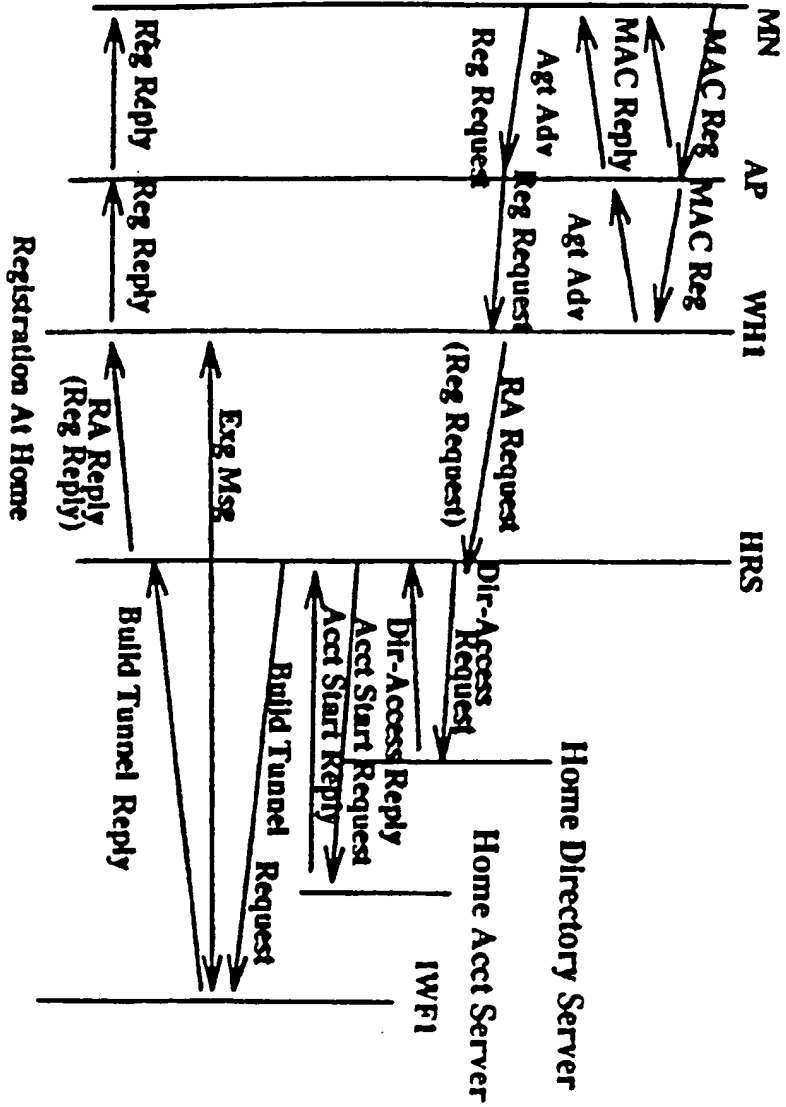 MN
AP
WH1
HRS
Home Directory Server
Home Acct Server
IWF1
MAC Reg
MAC Reg
MAC Reply
Agt Adv
Agt Adv
Reg Request
Reg Request
RA Request
(Reg Request)
Dir-Access
Request
Dir-Access Reply
Acct Start Request
Acct Start Reply
Build Tunnel Request
Exg Msg
Build Tunnel Reply
RA Reply
(Reg Reply)
Reg Reply
Reg Reply
Registration At Home